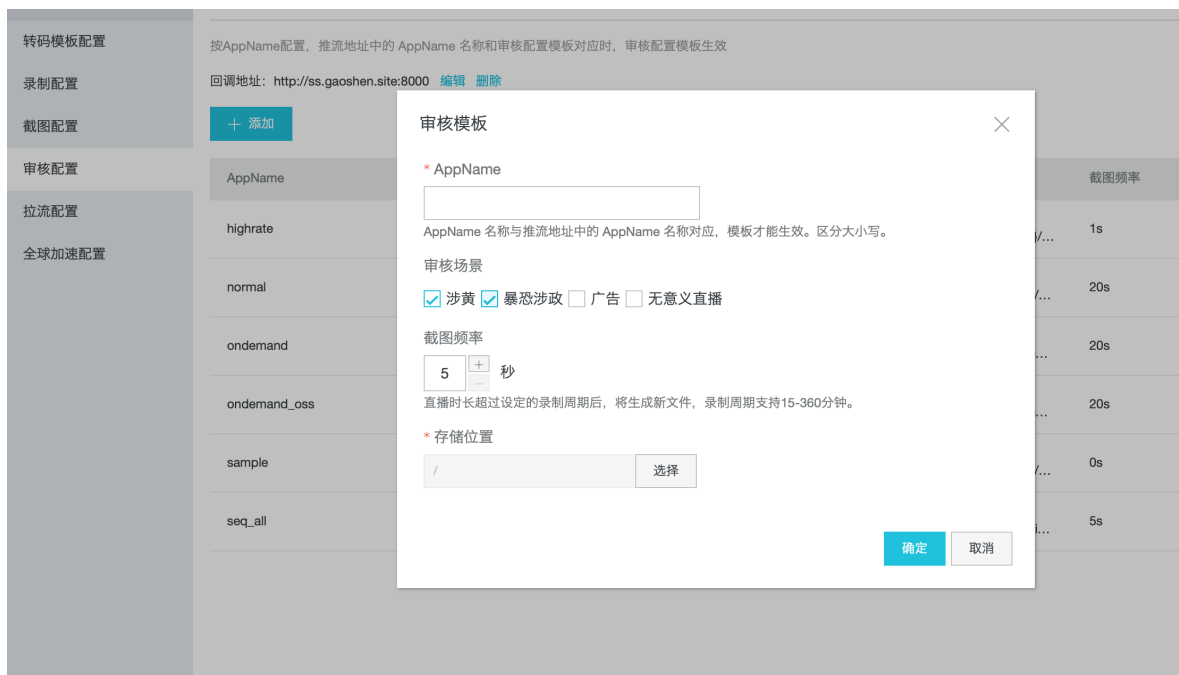 转码模板配置
录制配置
截图配置
审核配置
拉流配置
全球加速配置
按AppName配置，推流地址中的 AppName 名称和审核配置模板对应时，审核配置模板生效
回调地址：http://ss.gaoshen.site:8000 编辑 删除
+ 添加
AppName 截图频率
highrate /... 1s
normal /... 20s
ondemand ... 20s
ondemand_oss ... 20s
sample /... 0s
seq_all i... 5s
审核模板
* AppName
AppName 名称与推流地址中的 AppName 名称对应，模板才能生效。区分大小写。
审核场景
涉黄 暴恐涉政 广告 无意义直播
截图频率
5 + − 秒
直播时长超过设定的录制周期后，将生成新文件，录制周期支持15-360分钟。
* 存储位置
/ 选择
确定 取消